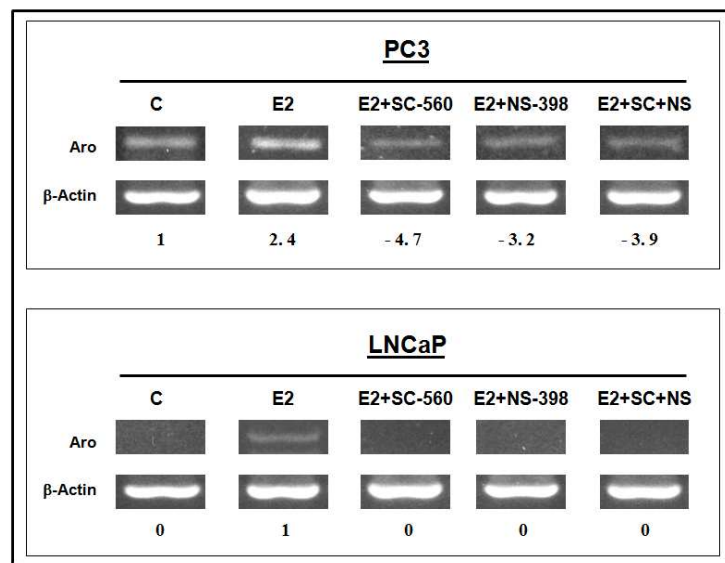 PC3
C E2 E2+SC-560 E2+NS-398 E2+SC+NS
Aro
β-Actin
1 2.4 -4.7 -3.2 -3.9
LNCaP
C E2 E2+SC-560 E2+NS-398 E2+SC+NS
Aro
β-Actin
0 1 0 0 0